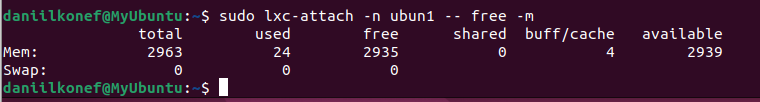 daniilkonef@MyUbuntu:~$ sudo lxc-attach -n ubun1 -- free -m
total used free shared buff/cache available
Mem: 2963 24 2935 0 4 2939
Swap: 0 0 0
daniilkonef@MyUbuntu:~$